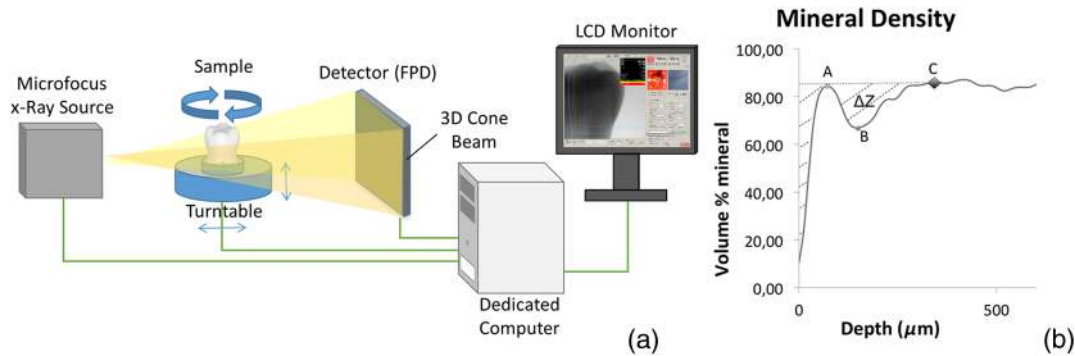 Microfocus
x-Ray Source
Sample
Turntable
Detector (FPD)
3D Cone
Beam
LCD Monitor
Dedicated
Computer
(a)
Mineral Density
Volume % mineral
100,00
80,00
60,00
40,00
20,00
0,00
A
ΔZ
B
C
0
500
Depth (μm)
(b)